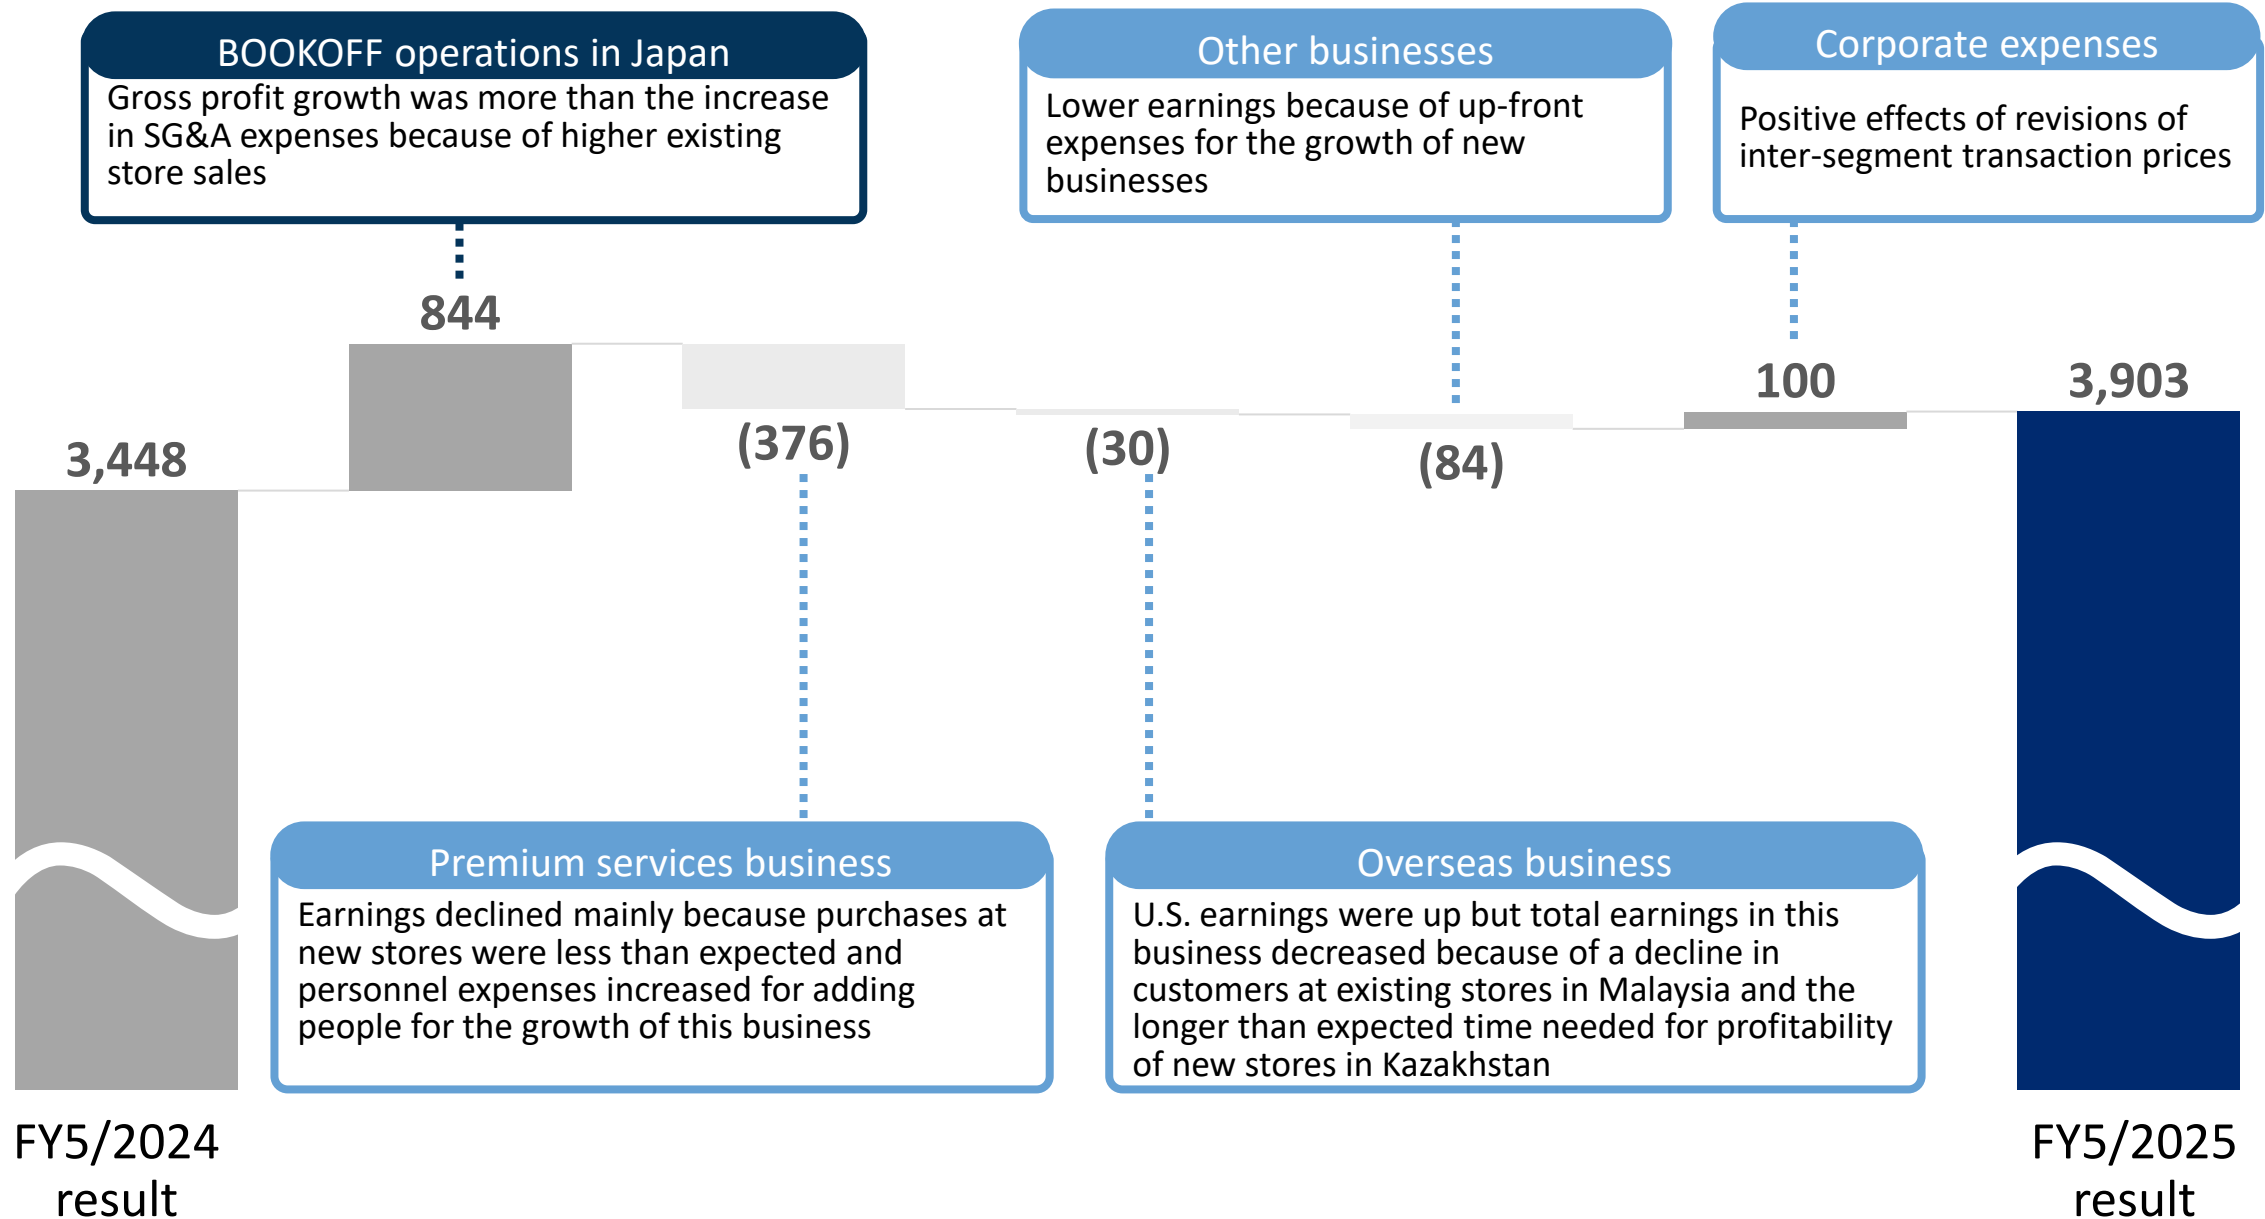 BOOKOFF operations in Japan
Gross profit growth was more than the increase
in SG&A expenses because of higher existing
store sales
Other businesses
Lower earnings because of up-front
expenses for the growth of new
businesses
Corporate expenses
Positive effects of revisions of
inter-segment transaction prices
3,448
844
(376)
(30)
(84)
100
3,903
Premium services business
Earnings declined mainly because purchases at
new stores were less than expected and
personnel expenses increased for adding
people for the growth of this business
Overseas business
U.S. earnings were up but total earnings in this
business decreased because of a decline in
customers at existing stores in Malaysia and the
longer than expected time needed for profitability
of new stores in Kazakhstan
FY5/2024
result
FY5/2025
result